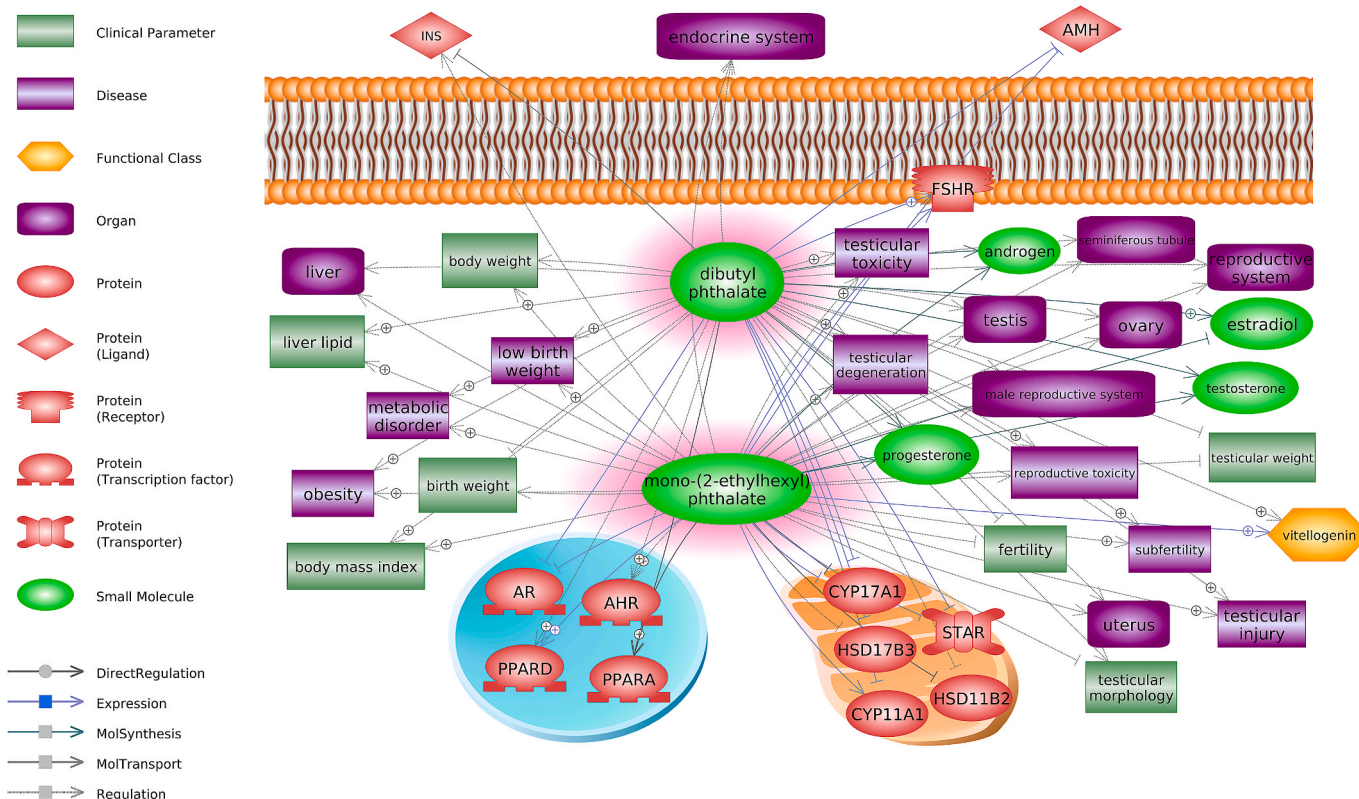 Clinical Parameter
Disease
Functional Class
Organ
Protein
Protein
(Ligand)
Protein
(Receptor)
Protein
(Transcription factor)
Protein
(Transporter)
Small Molecule
DirectRegulation
Expression
MolSynthesis
MolTransport
Regulation
INS
endocrine system
AMH
FSHR
liver
body weight
dibutyl
phthalate
testicular
toxicity
androgen
seminiferous tubule
reproductive
system
liver lipid
low birth
weight
testicular
degeneration
testis
ovary
estradiol
metabolic
disorder
male reproductive system
testosterone
obesity
birth weight
mono-(2-ethylhexyl)
phthalate
progesterone
reproductive toxicity
testicular weight
body mass index
fertility
subfertility
vitellogenin
AR
AHR
PPARD
PPARA
CYP17A1
STAR
HSD17B3
HSD11B2
CYP11A1
uterus
testicular
injury
testicular
morphology